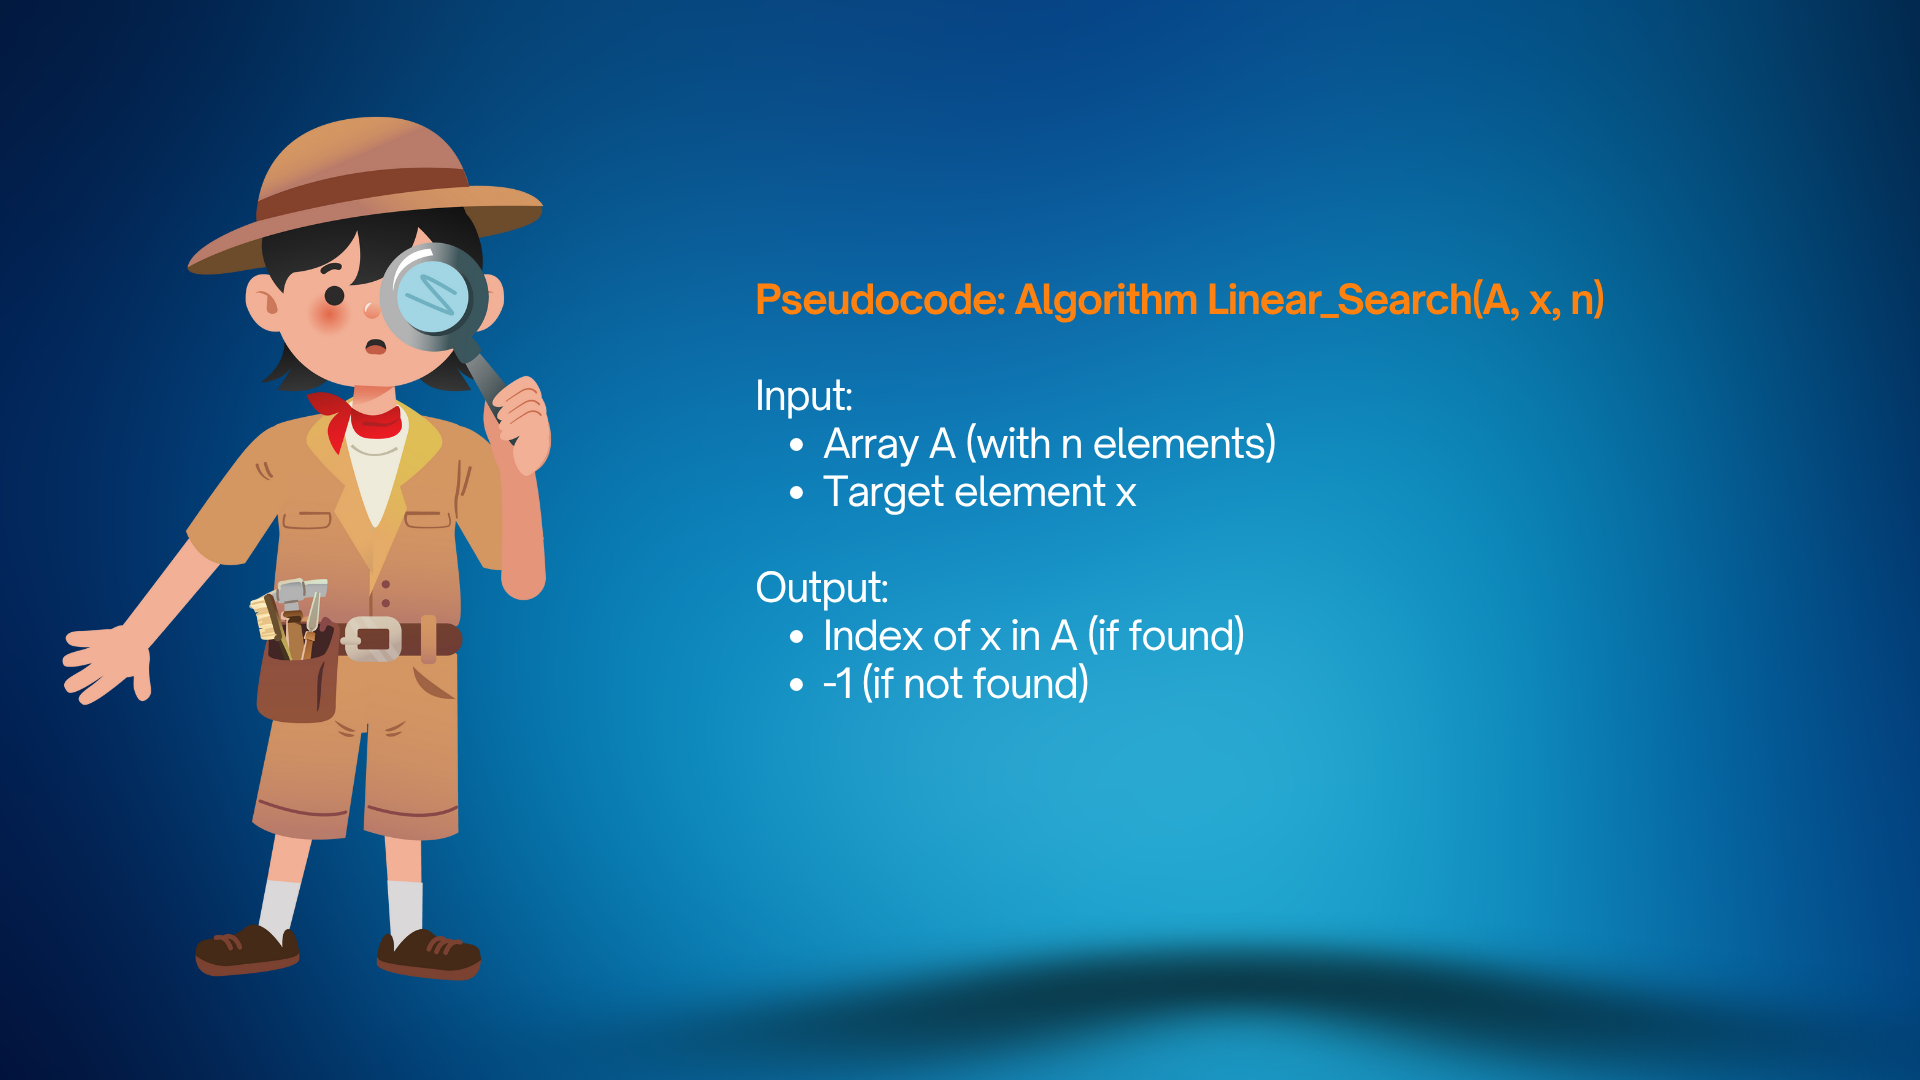 Pseudocode: Algorithm Linear_Search(A, x, n)
Input:
• Array A (with n elements)
• Target element x
Output:
• Index of x in A (if found)
• -1 (if not found)